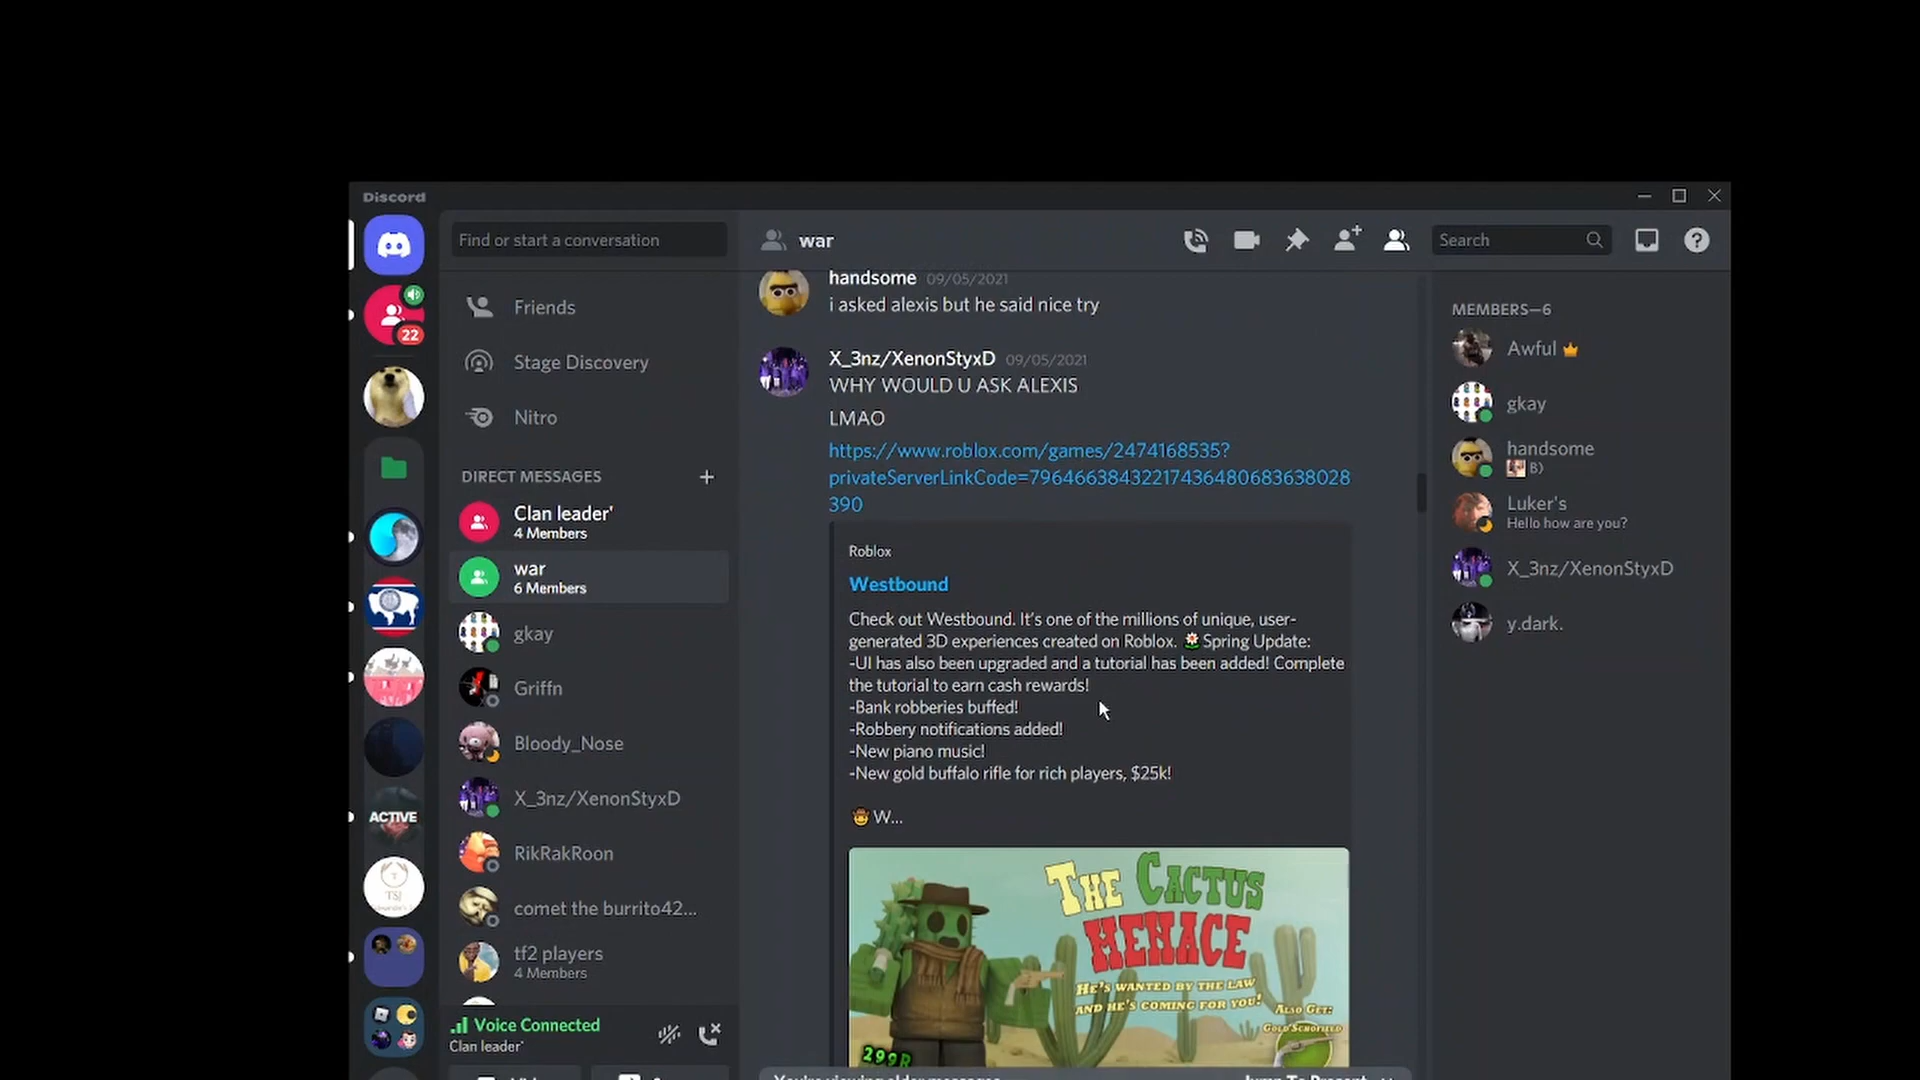 Discord
Find or start a conversation
war
Search
22
Friends
Stage Discovery
Nitro
DIRECT MESSAGES
Clan leader'
4 Members
war
6 Members
gkay
Griffn
Bloody_Nose
X_3nz/XenonStyxD
RikRakRoon
comet the burrito42...
tf2 players
4 Members
ACTIVE
TSJ
Voice Connected
Clan leader'
handsome 09/05/2021
i asked alexis but he said nice try
X_3nz/XenonStyxD 09/05/2021
WHY WOULD U ASK ALEXIS
LMAO
https://www.roblox.com/games/2474168535?
privateServerLinkCode=79646638432217436480683638028
390
Roblox
Westbound
Check out Westbound. It's one of the millions of unique, user-
generated 3D experiences created on Roblox. 🌷Spring Update:
-UI has also been upgraded and a tutorial has been added! Complete
the tutorial to earn cash rewards!
-Bank robberies buffed!
-Robbery notifications added!
-New piano music!
-New gold buffalo rifle for rich players, $25k!
🤠 W...
THE CACTUS
MENACE
HE'S WANTED BY THE LAW
AND HE'S COMING FOR YOU!
ALSO GET:
GOLD SCHOFIELD
299R
You're viewing older messages
Jump To Present
MEMBERS—6
Awful
gkay
handsome
B)
Luker's
Hello how are you?
X_3nz/XenonStyxD
y.dark.